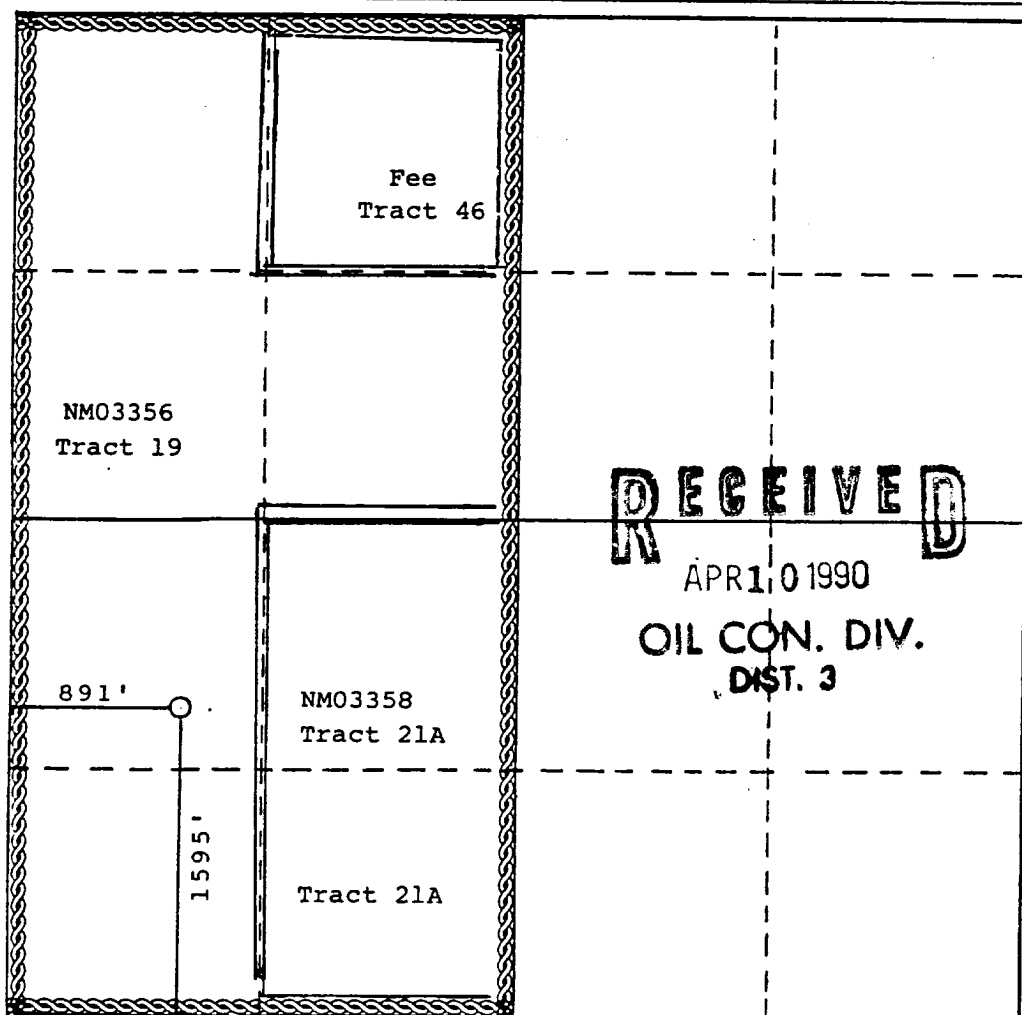 Fee
Tract 46
NM03356
Tract 19
RECEIVED
APR 10 1990
OIL CON. DIV.
DIST. 3
891'
NM03358
Tract 21A
1595'
Tract 21A